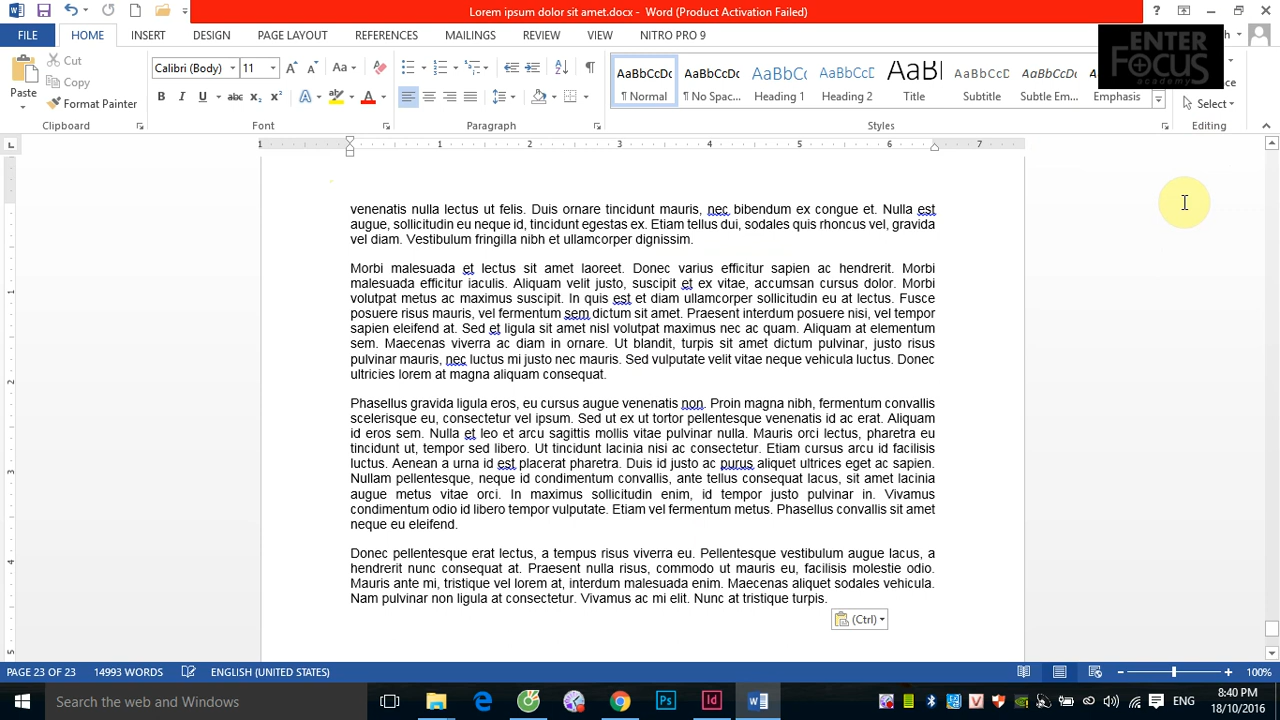 Lorem ipsum dolor sit amet.docx - Word (Product Activation Failed)
FILE HOME INSERT DESIGN PAGE LAYOUT REFERENCES MAILINGS REVIEW VIEW NITRO PRO 9
ENTER
FOCUS
academy
Paste
Cut
Copy
Format Painter
Clipboard
Calibri (Body) 11
Font
Paragraph
AaBbCcDc AaBbCcDc AaBbCc AaBbCcC AaBl AaBbCcD AaBbCcDc AaBbCcDc
¶ Normal ¶ No Spac... Heading 1 Heading 2 Title Subtitle Subtle Em... Emphasis
Styles
Select
Editing
1 1 2 3 4 5 6 7
venenatis nulla lectus ut felis. Duis ornare tincidunt mauris, nec bibendum ex congue et. Nulla est
augue, sollicitudin eu neque id, tincidunt egestas ex. Etiam tellus dui, sodales quis rhoncus vel, gravida
vel diam. Vestibulum fringilla nibh et ullamcorper dignissim.
Morbi malesuada et lectus sit amet laoreet. Donec varius efficitur sapien ac hendrerit. Morbi
malesuada efficitur iaculis. Aliquam velit justo, suscipit et ex vitae, accumsan cursus dolor. Morbi
volutpat metus ac maximus suscipit. In quis est et diam ullamcorper sollicitudin eu at lectus. Fusce
posuere risus mauris, vel fermentum sem dictum sit amet. Praesent interdum posuere nisi, vel tempor
sapien eleifend at. Sed et ligula sit amet nisl volutpat maximus nec ac quam. Aliquam at elementum
sem. Maecenas viverra ac diam in ornare. Ut blandit, turpis sit amet dictum pulvinar, justo risus
pulvinar mauris, nec luctus mi justo nec mauris. Sed vulputate velit vitae neque vehicula luctus. Donec
ultricies lorem at magna aliquam consequat.
Phasellus gravida ligula eros, eu cursus augue venenatis non. Proin magna nibh, fermentum convallis
scelerisque eu, consectetur vel ipsum. Sed ut ex ut tortor pellentesque venenatis id ac erat. Aliquam
id eros sem. Nulla et leo et arcu sagittis mollis vitae pulvinar nulla. Mauris orci lectus, pharetra eu
tincidunt ut, tempor sed libero. Ut tincidunt lacinia nisi ac consectetur. Etiam cursus arcu id facilisis
luctus. Aenean a urna id est placerat pharetra. Duis id justo ac purus aliquet ultrices eget ac sapien.
Nullam pellentesque, neque id condimentum convallis, ante tellus consequat lacus, sit amet lacinia
augue metus vitae orci. In maximus sollicitudin enim, id tempor justo pulvinar in. Vivamus
condimentum odio id libero tempor vulputate. Etiam vel fermentum metus. Phasellus convallis sit amet
neque eu eleifend.
Donec pellentesque erat lectus, a tempus risus viverra eu. Pellentesque vestibulum augue lacus, a
hendrerit nunc consequat at. Praesent nulla risus, commodo ut mauris eu, facilisis molestie odio.
Mauris ante mi, tristique vel lorem at, interdum malesuada enim. Maecenas aliquet sodales vehicula.
Nam pulvinar non ligula at consectetur. Vivamus ac mi elit. Nunc at tristique turpis.
(Ctrl)
PAGE 23 OF 23 14993 WORDS ENGLISH (UNITED STATES) 100%
Search the web and Windows
ENG
8:40 PM
18/10/2016